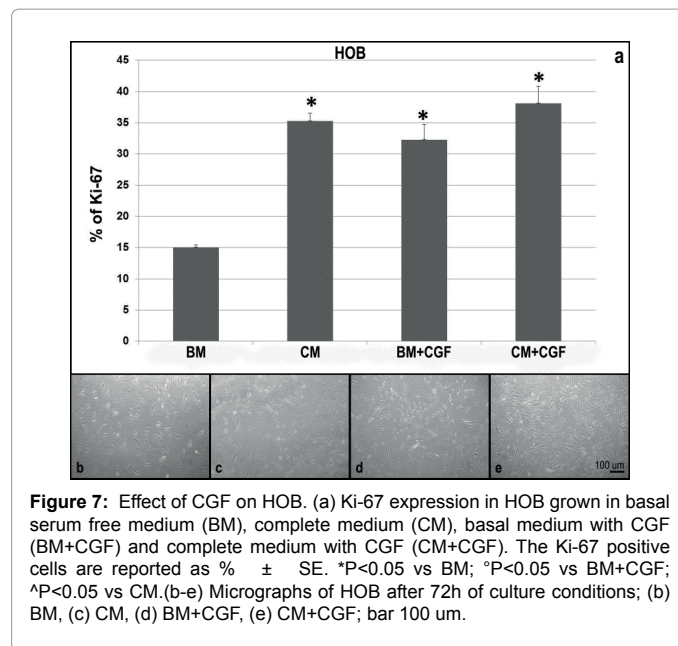 HOB
a
45
40
35
30
25
20
15
10
5
0
% of Ki-67
*
*
*
BM CM BM+CGF CM+CGF
b c d e
100 um
Figure 7: Effect of CGF on HOB. (a) Ki-67 expression in HOB grown in basal
serum free medium (BM), complete medium (CM), basal medium with CGF
(BM+CGF) and complete medium with CGF (CM+CGF). The Ki-67 positive
cells are reported as % ± SE. *P<0.05 vs BM; °P<0.05 vs BM+CGF;
^P<0.05 vs CM.(b-e) Micrographs of HOB after 72h of culture conditions; (b)
BM, (c) CM, (d) BM+CGF, (e) CM+CGF; bar 100 um.